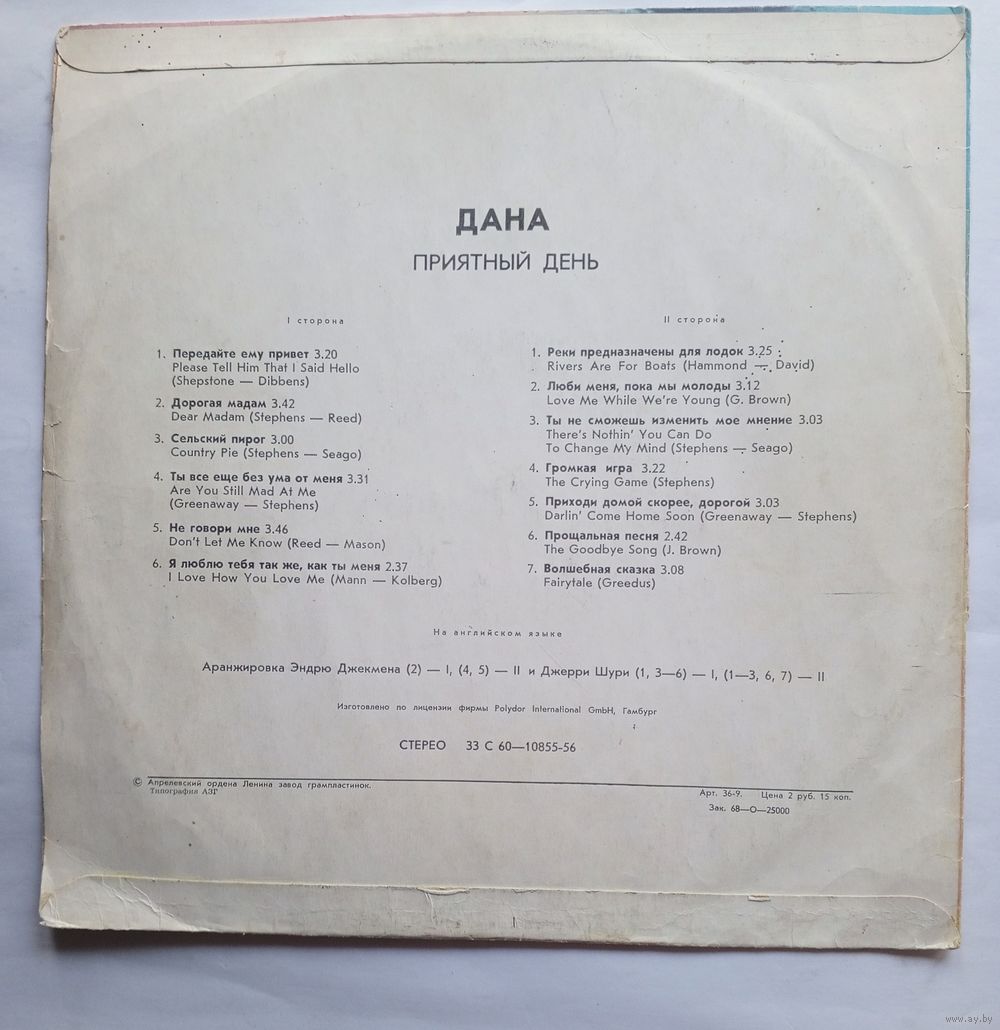 ДАНА
ПРИЯТНЫЙ ДЕНЬ
I сторона
1. Передайте ему привет 3.20
Please Tell Him That I Said Hello
(Shepstone — Dibbens)
2. Дорогая мадам 3.42
Dear Madam (Stephens — Reed)
3. Сельский пирог 3.00
Country Pie (Stephens — Seago)
4. Ты все еще без ума от меня 3.31
Are You Still Mad At Me
(Greenaway — Stephens)
5. Не говори мне 3.46
Don't Let Me Know (Reed — Mason)
6. Я люблю тебя так же, как ты меня 2.37
I Love How You Love Me (Mann — Kolberg)
II сторона
1. Реки предназначены для лодок 3.25
Rivers Are For Boats (Hammond — David)
2. Люби меня, пока мы молоды 3.12
Love Me While We're Young (G. Brown)
3. Ты не сможешь изменить мое мнение 3.03
There's Nothin' You Can Do
To Change My Mind (Stephens — Seago)
4. Громкая игра 3.22
The Crying Game (Stephens)
5. Приходи домой скорее, дорогой 3.03
Darlin' Come Home Soon (Greenaway — Stephens)
6. Прощальная песня 2.42
The Goodbye Song (J. Brown)
7. Волшебная сказка 3.08
Fairytale (Greedus)
На английском языке
Аранжировка Эндрю Джекмена (2) — I, (4, 5) — II и Джерри Шури (1, 3—6) — I, (1—3, 6, 7) — II
Изготовлено по лицензии фирмы Polydor International GmbH, Гамбург
СТЕРЕО 33 С 60—10855-56
© Апрелевский ордена Ленина завод грампластинок.
Типография АЗГ
Арт. 36-9. Цена 2 руб. 15 коп.
Зак. 68—О—25000
www.ay.by